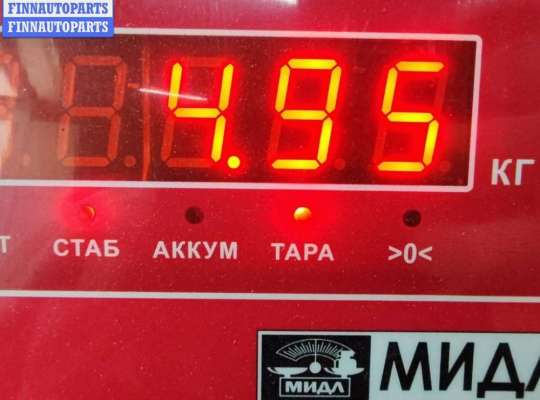 FINNAUTOPARTS
FINNAUTOPARTS
4.95
КГ
Т СТАБ АККУМ ТАРА >0<
МИДЛ МИДЛ